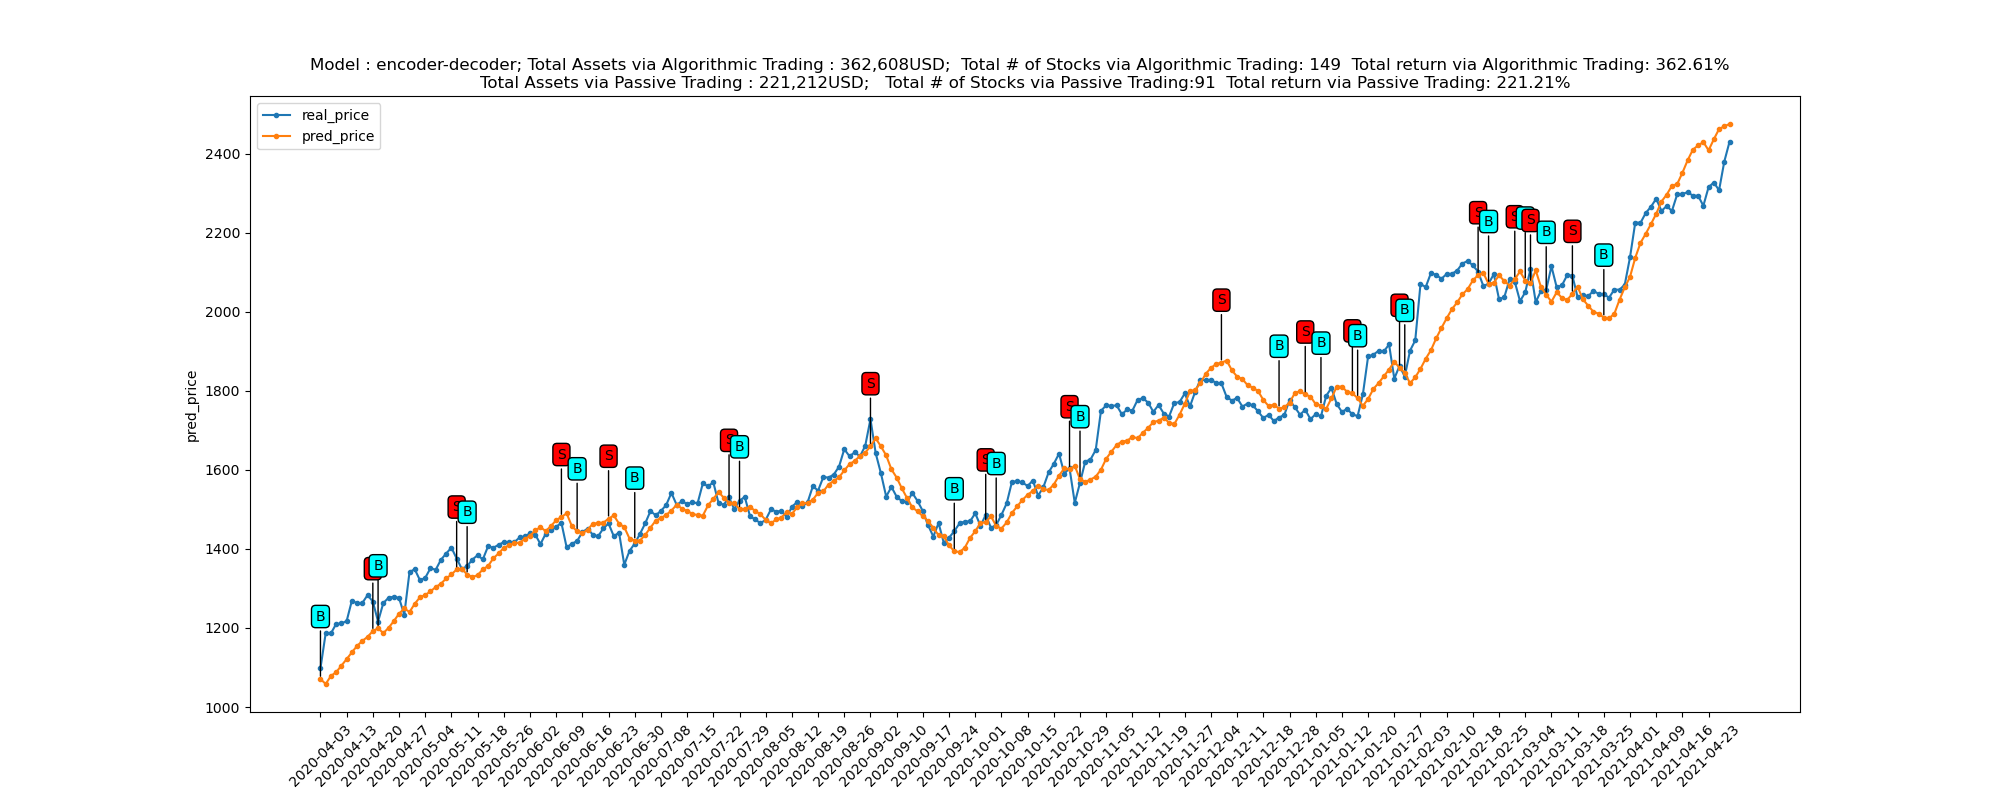 Model : encoder-decoder; Total Assets via Algorithmic Trading : 362,608USD;  Total # of Stocks via Algorithmic Trading: 149  Total return via Algorithmic Trading: 362.61%
Total Assets via Passive Trading : 221,212USD;   Total # of Stocks via Passive Trading:91  Total return via Passive Trading: 221.21%
real_price
pred_price
pred_price
2400
2200
2000
1800
1600
1400
1200
1000
B
B
S
B
S
B
S
B
S
B
S
B
S
B
S
B
S
B
S
B
S
B
S
B
S
B
S
S
B
S
B
2020-04-03
2020-04-13
2020-04-20
2020-04-27
2020-05-04
2020-05-11
2020-05-18
2020-05-26
2020-06-02
2020-06-09
2020-06-16
2020-06-23
2020-06-30
2020-07-08
2020-07-15
2020-07-22
2020-07-29
2020-08-05
2020-08-12
2020-08-19
2020-08-26
2020-09-02
2020-09-10
2020-09-17
2020-09-24
2020-10-01
2020-10-08
2020-10-15
2020-10-22
2020-10-29
2020-11-05
2020-11-12
2020-11-19
2020-11-27
2020-12-04
2020-12-11
2020-12-18
2020-12-28
2021-01-05
2021-01-12
2021-01-20
2021-01-27
2021-02-03
2021-02-10
2021-02-18
2021-02-25
2021-03-04
2021-03-11
2021-03-18
2021-03-25
2021-04-01
2021-04-09
2021-04-16
2021-04-23